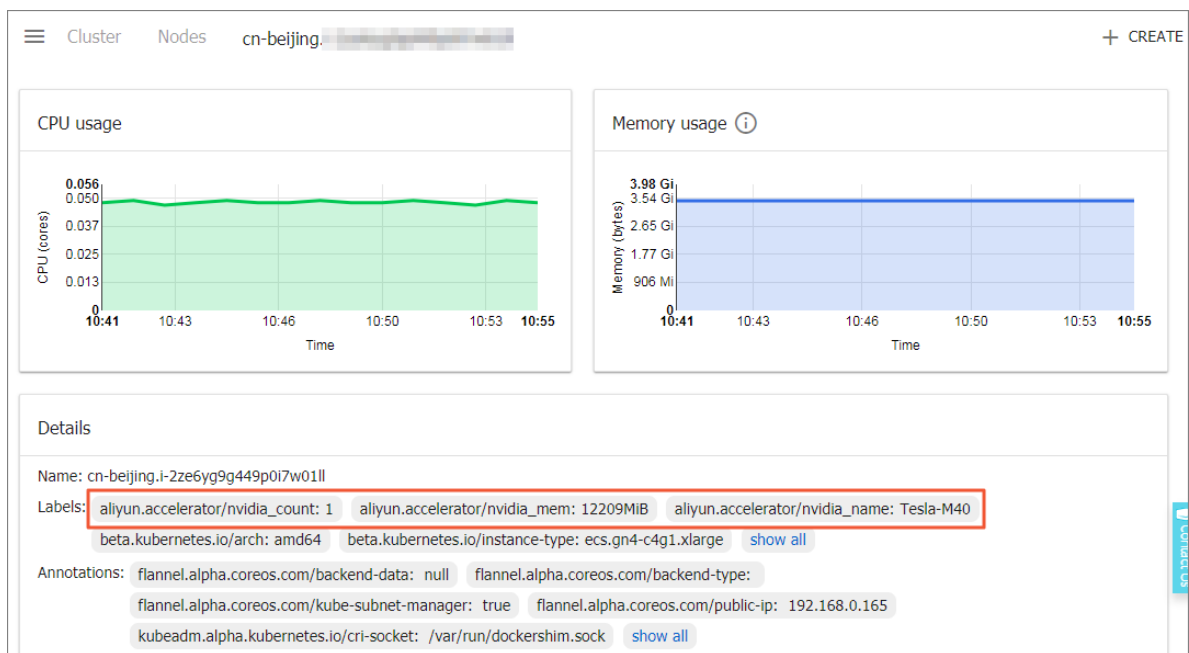 Cluster Nodes cn-beijing. + CREATE
CPU usage
Memory usage
0.056
0.050
0.037
0.025
0.013
0
CPU (cores)
10:41 10:43 10:46 10:50 10:53 10:55
Time
3.98 Gi
3.54 Gi
2.65 Gi
1.77 Gi
906 Mi
0
Memory (bytes)
10:41 10:43 10:46 10:50 10:53 10:55
Time
Details
Name: cn-beijing.i-2ze6yg9g449p0i7w01ll
Labels: aliyun.accelerator/nvidia_count: 1 aliyun.accelerator/nvidia_mem: 12209MiB aliyun.accelerator/nvidia_name: Tesla-M40
beta.kubernetes.io/arch: amd64 beta.kubernetes.io/instance-type: ecs.gn4-c4g1.xlarge show all
Annotations: flannel.alpha.coreos.com/backend-data: null flannel.alpha.coreos.com/backend-type:
flannel.alpha.coreos.com/kube-subnet-manager: true flannel.alpha.coreos.com/public-ip: 192.168.0.165
kubeadm.alpha.kubernetes.io/cri-socket: /var/run/dockershim.sock show all
Contact Us